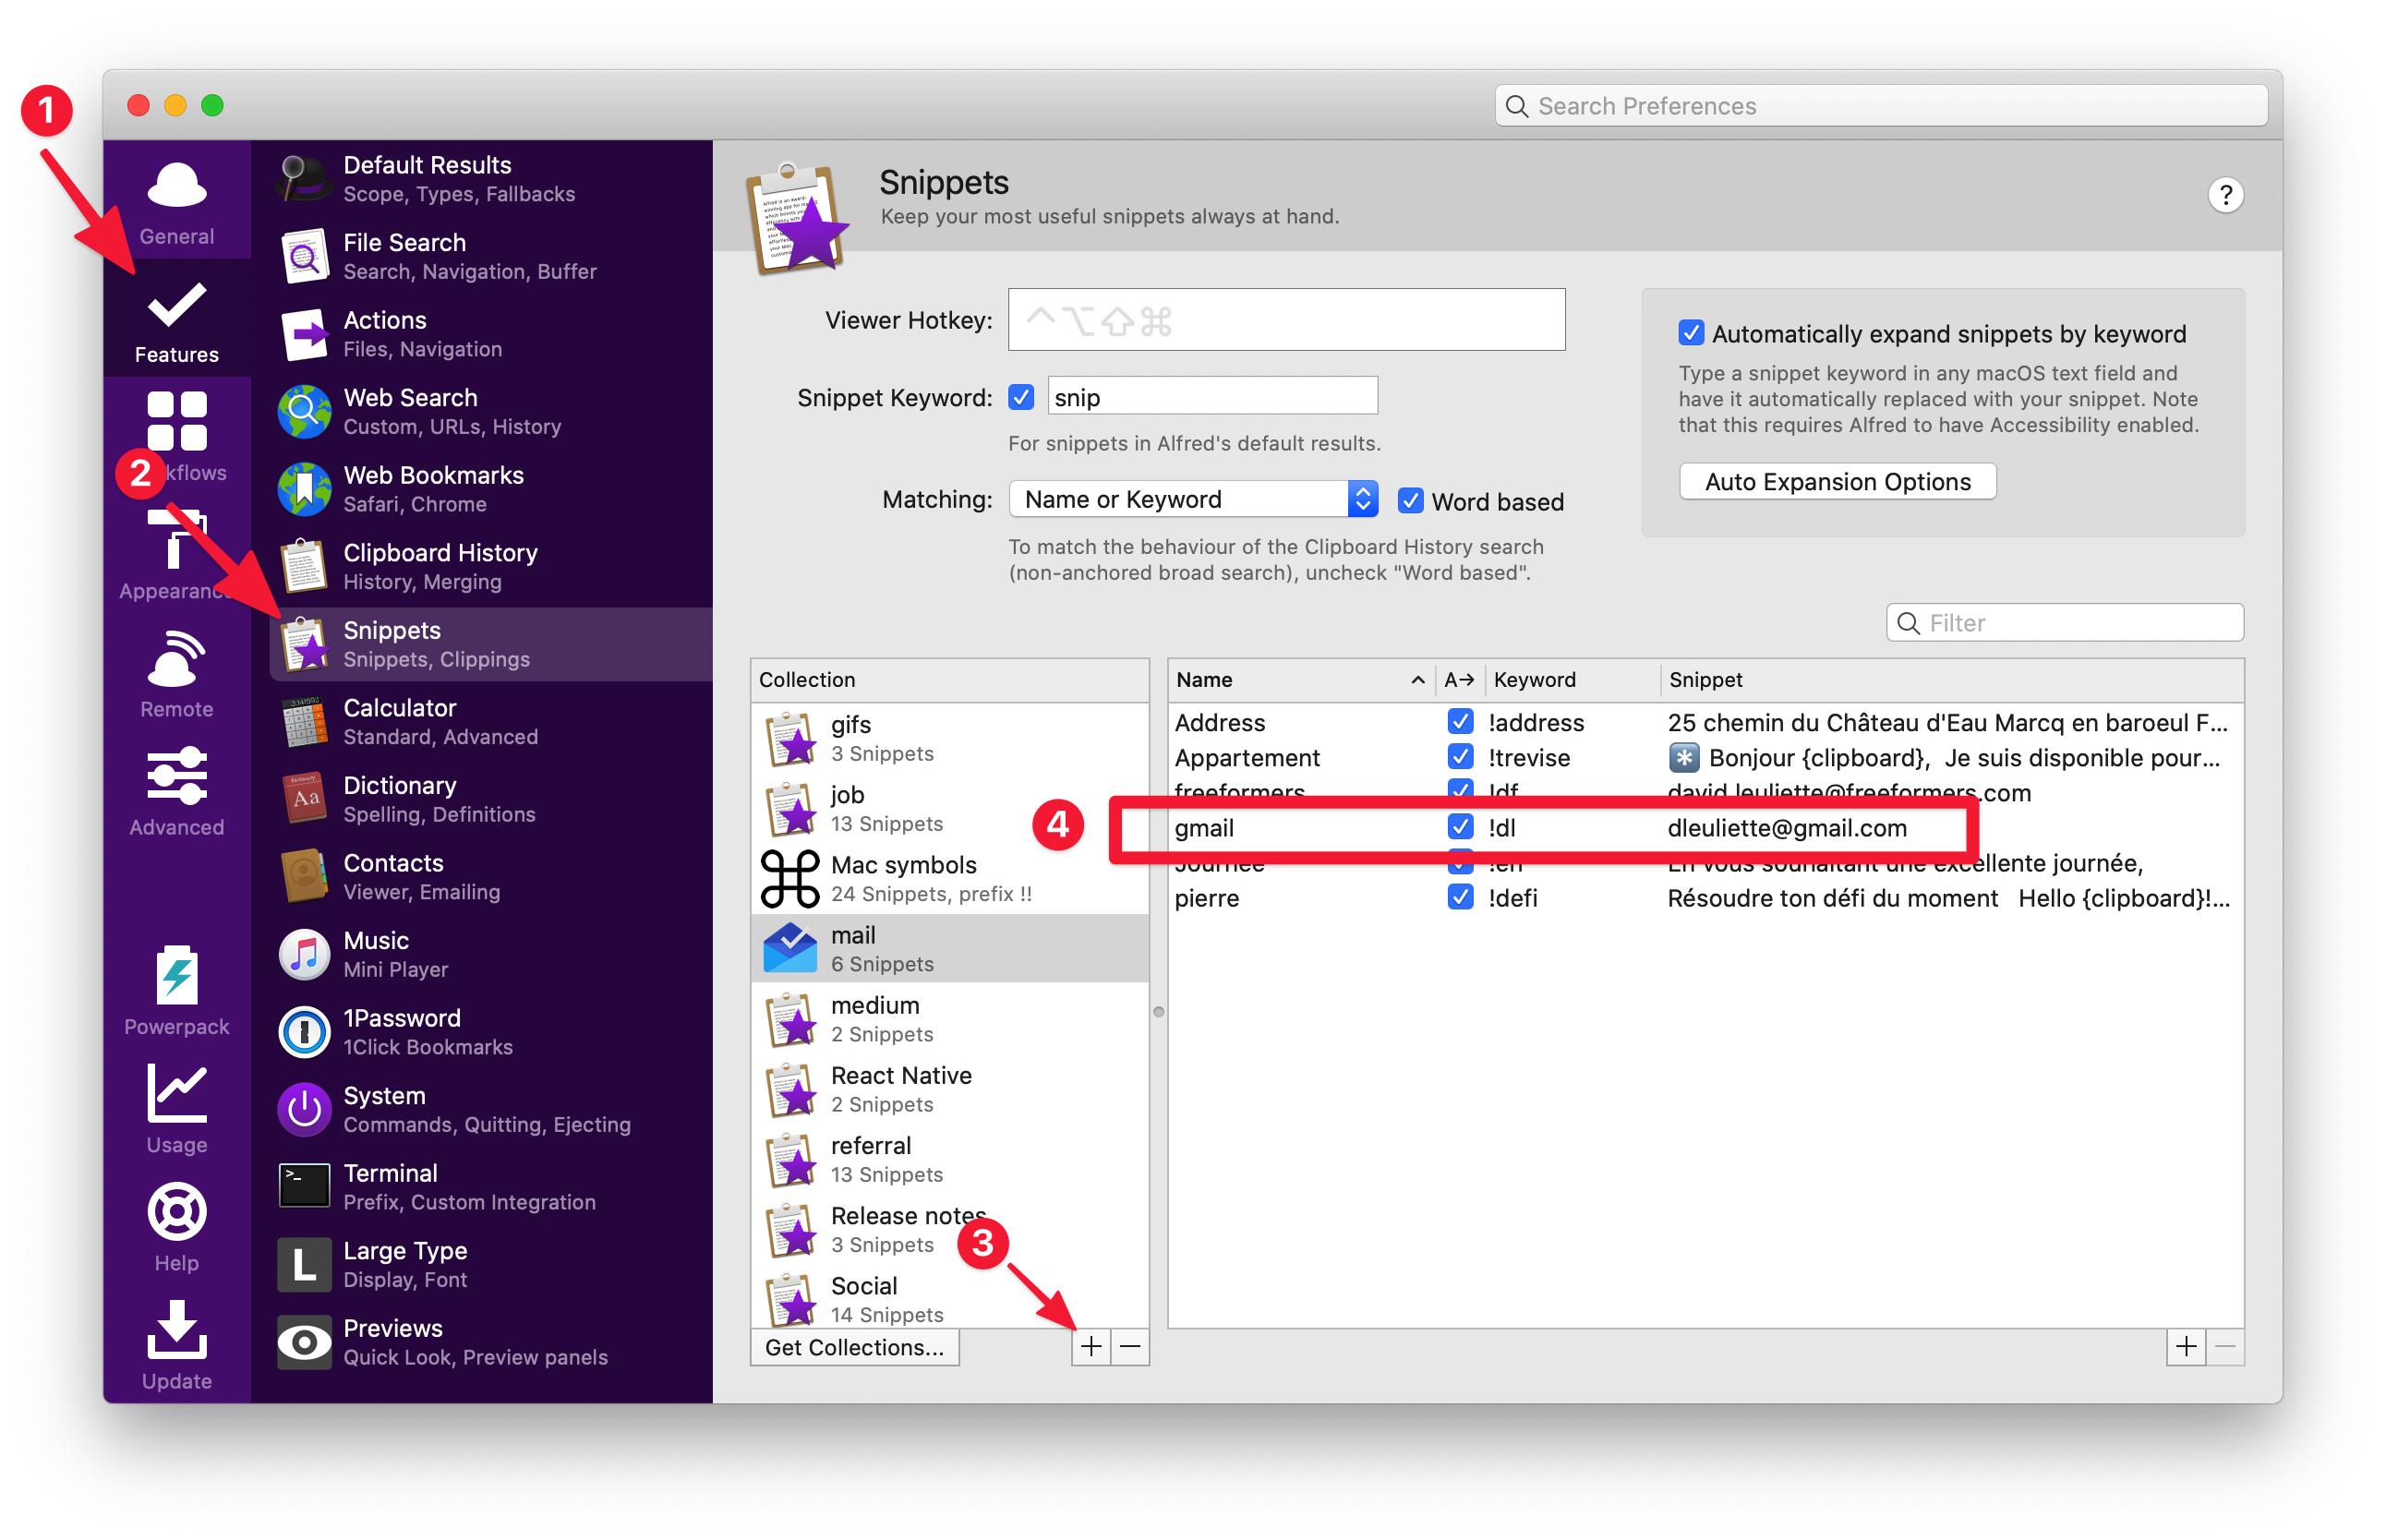 1
Search Preferences
General
Features
2
kflows
Appearanc
Remote
Advanced
Powerpack
Usage
Help
Update
Default Results
Scope, Types, Fallbacks
File Search
Search, Navigation, Buffer
Actions
Files, Navigation
Web Search
Custom, URLs, History
Web Bookmarks
Safari, Chrome
Clipboard History
History, Merging
Snippets
Snippets, Clippings
Calculator
Standard, Advanced
Dictionary
Spelling, Definitions
Contacts
Viewer, Emailing
Music
Mini Player
1Password
1Click Bookmarks
System
Commands, Quitting, Ejecting
Terminal
Prefix, Custom Integration
Large Type
Display, Font
Previews
Quick Look, Preview panels
Snippets
Keep your most useful snippets always at hand.
?
Viewer Hotkey: ^⌥⇧⌘
Snippet Keyword: snip
For snippets in Alfred's default results.
Matching: Name or Keyword Word based
To match the behaviour of the Clipboard History search
(non-anchored broad search), uncheck "Word based".
Automatically expand snippets by keyword
Type a snippet keyword in any macOS text field and
have it automatically replaced with your snippet. Note
that this requires Alfred to have Accessibility enabled.
Auto Expansion Options
Filter
Collection
gifs
3 Snippets
job
13 Snippets
Mac symbols
24 Snippets, prefix !!
mail
6 Snippets
medium
2 Snippets
React Native
2 Snippets
referral
13 Snippets
Release notes
3 Snippets
3
Social
14 Snippets
Get Collections...
+ −
Name A→ Keyword Snippet
Address !address 25 chemin du Château d'Eau Marcq en baroeul F...
Appartement !trevise *️⃣ Bonjour {clipboard}, Je suis disponible pour...
freeformers !df david.leuliette@freeformers.com
4
gmail !dl dleuliette@gmail.com
Journée !en En vous souhaitant une excellente journée,
pierre !defi Résoudre ton défi du moment Hello {clipboard}!...
+ −